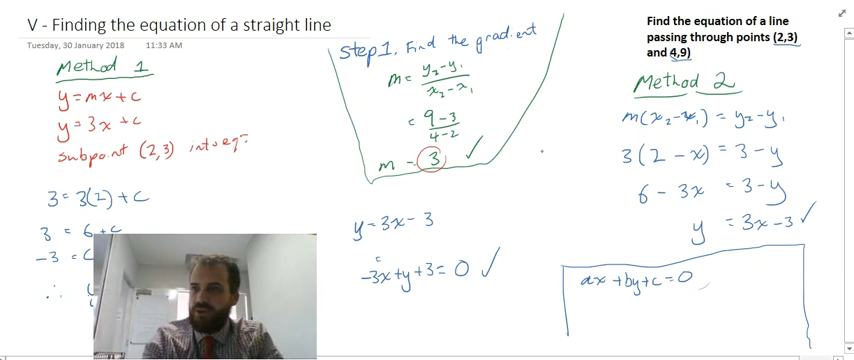 V - Finding the equation of a straight line
Tuesday, 30 January 2018 11:33 AM
Method 1
y = mx + c
y = 3x + c
sub point (2,3) into eq=
3 = 3(2) + c
3 = 6 + c
-3 = c
∴
Step 1. Find the gradient
m = y₂-y₁/x₂-x₁
= 9-3/4-2
m = 3 ✓
y = 3x - 3
-3x + y + 3 = 0 ✓
Find the equation of a line
passing through points (2,3)
and 4,9)
Method 2
m(x₂-x₁) = y₂-y₁
3(2 - x) = 3 - y
6 - 3x = 3 - y
y = 3x - 3 ✓
ax + by + c = 0